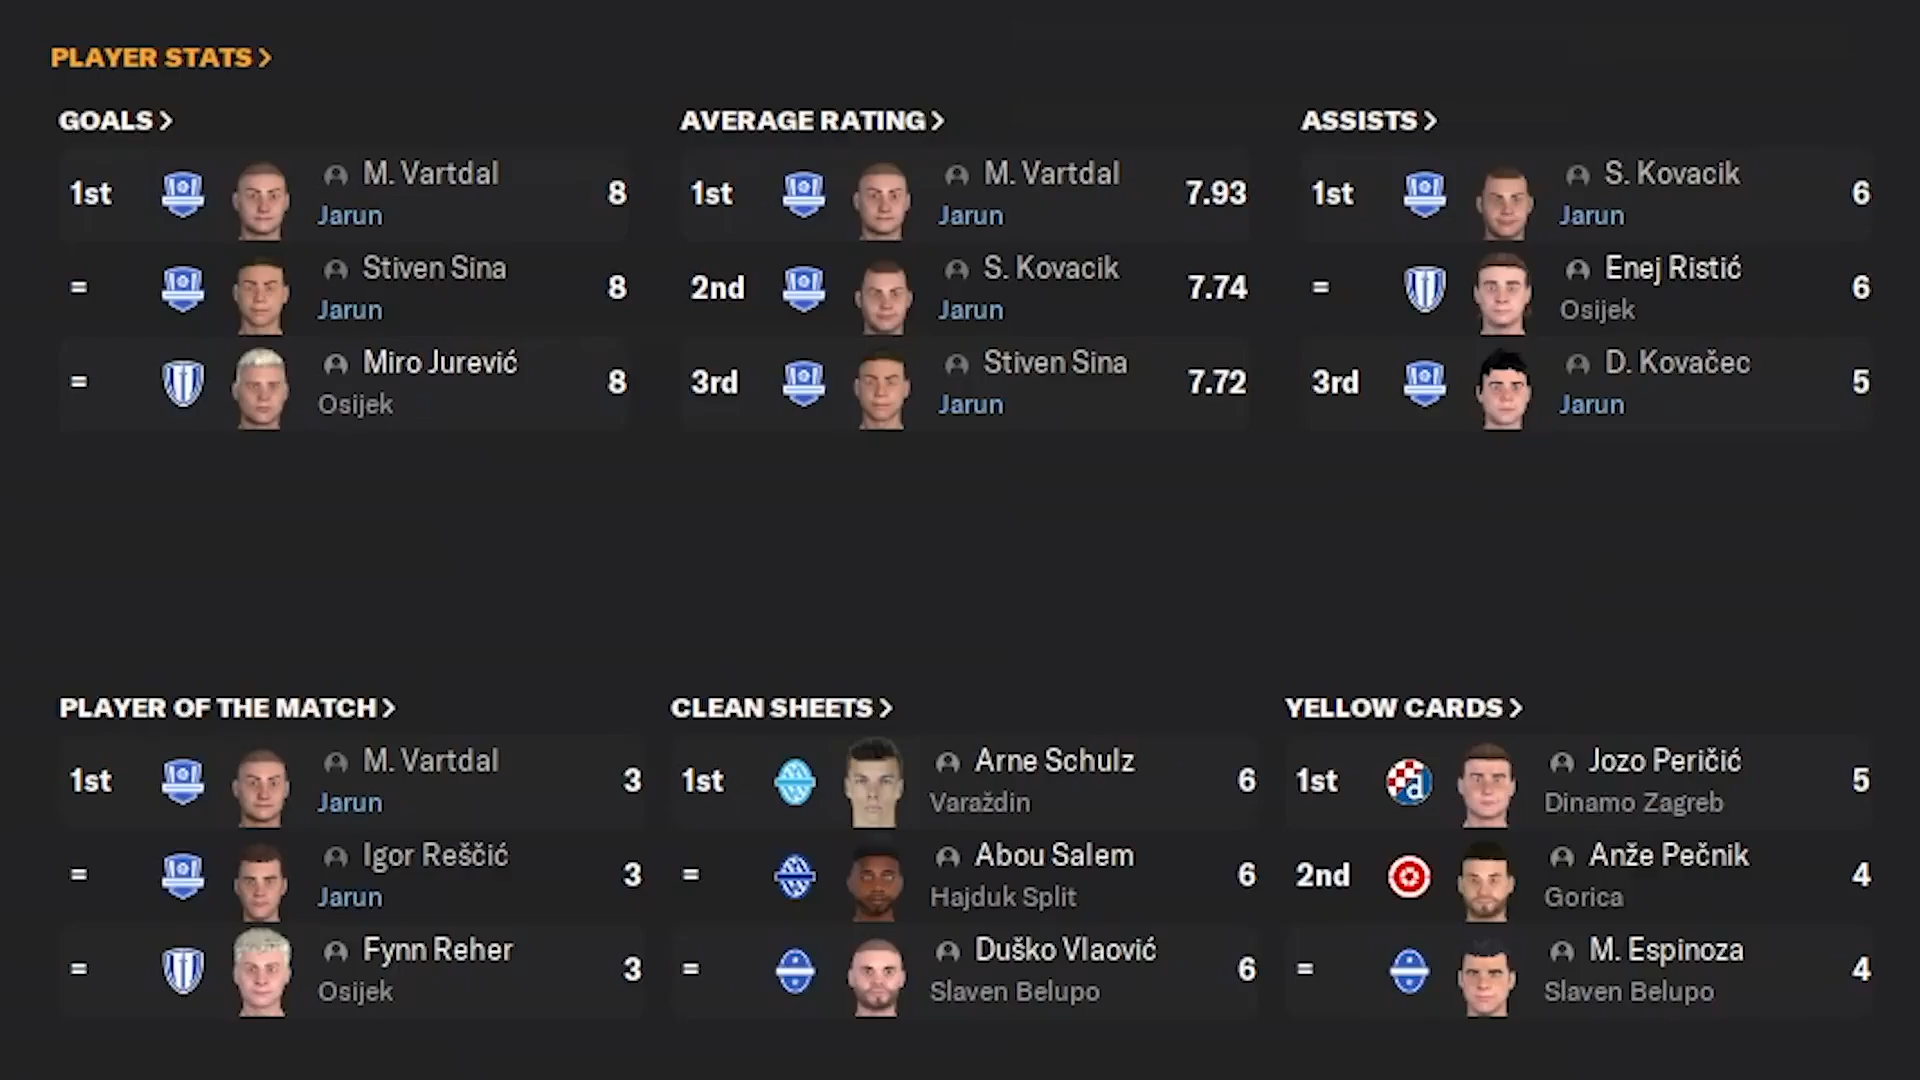 PLAYER STATS >
GOALS >
1st M. Vartdal 8
Jarun
= Stiven Sina 8
Jarun
= Miro Jurević 8
Osijek
AVERAGE RATING >
1st M. Vartdal 7.93
Jarun
2nd S. Kovacik 7.74
Jarun
3rd Stiven Sina 7.72
Jarun
ASSISTS >
1st S. Kovacik 6
Jarun
= Enej Ristić 6
Osijek
3rd D. Kovačec 5
Jarun
PLAYER OF THE MATCH >
1st M. Vartdal 3
Jarun
= Igor Reščić 3
Jarun
= Fynn Reher 3
Osijek
CLEAN SHEETS >
1st Arne Schulz 6
Varaždin
= Abou Salem 6
Hajduk Split
= Duško Vlaović 6
Slaven Belupo
YELLOW CARDS >
1st Jozo Peričić 5
Dinamo Zagreb
2nd Anže Pečnik 4
Gorica
= M. Espinoza 4
Slaven Belupo